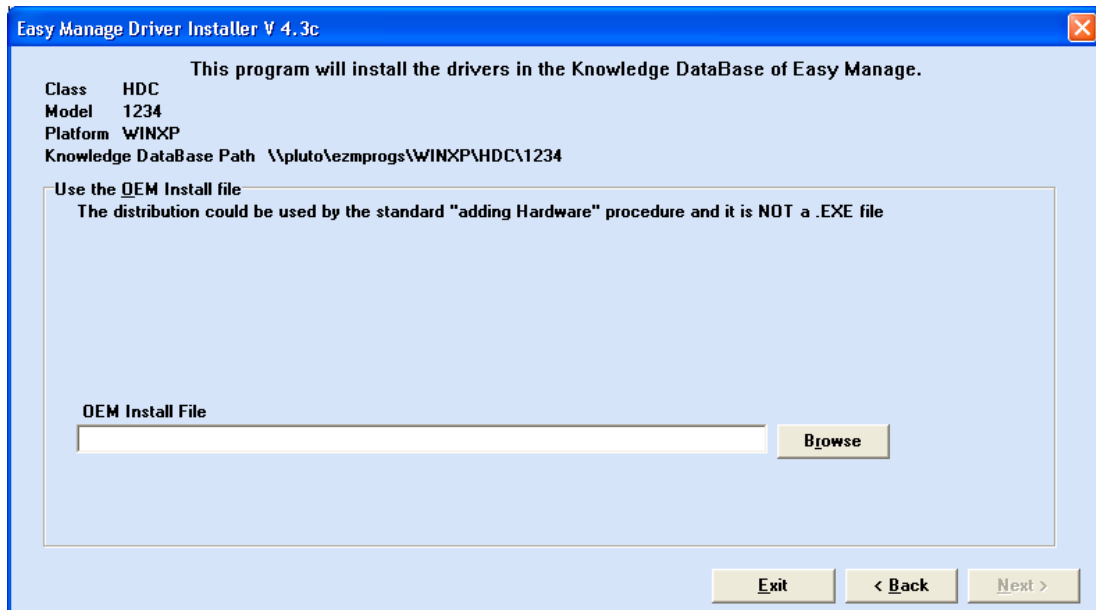 Easy Manage Driver Installer V 4.3c
This program will install the drivers in the Knowledge DataBase of Easy Manage.
Class HDC
Model 1234
Platform WINXP
Knowledge DataBase Path \\pluto\ezmprogs\WINXP\HDC\1234
Use the OEM Install file
The distribution could be used by the standard "adding Hardware" procedure and it is NOT a .EXE file
OEM Install File
Browse
Exit < Back Next >